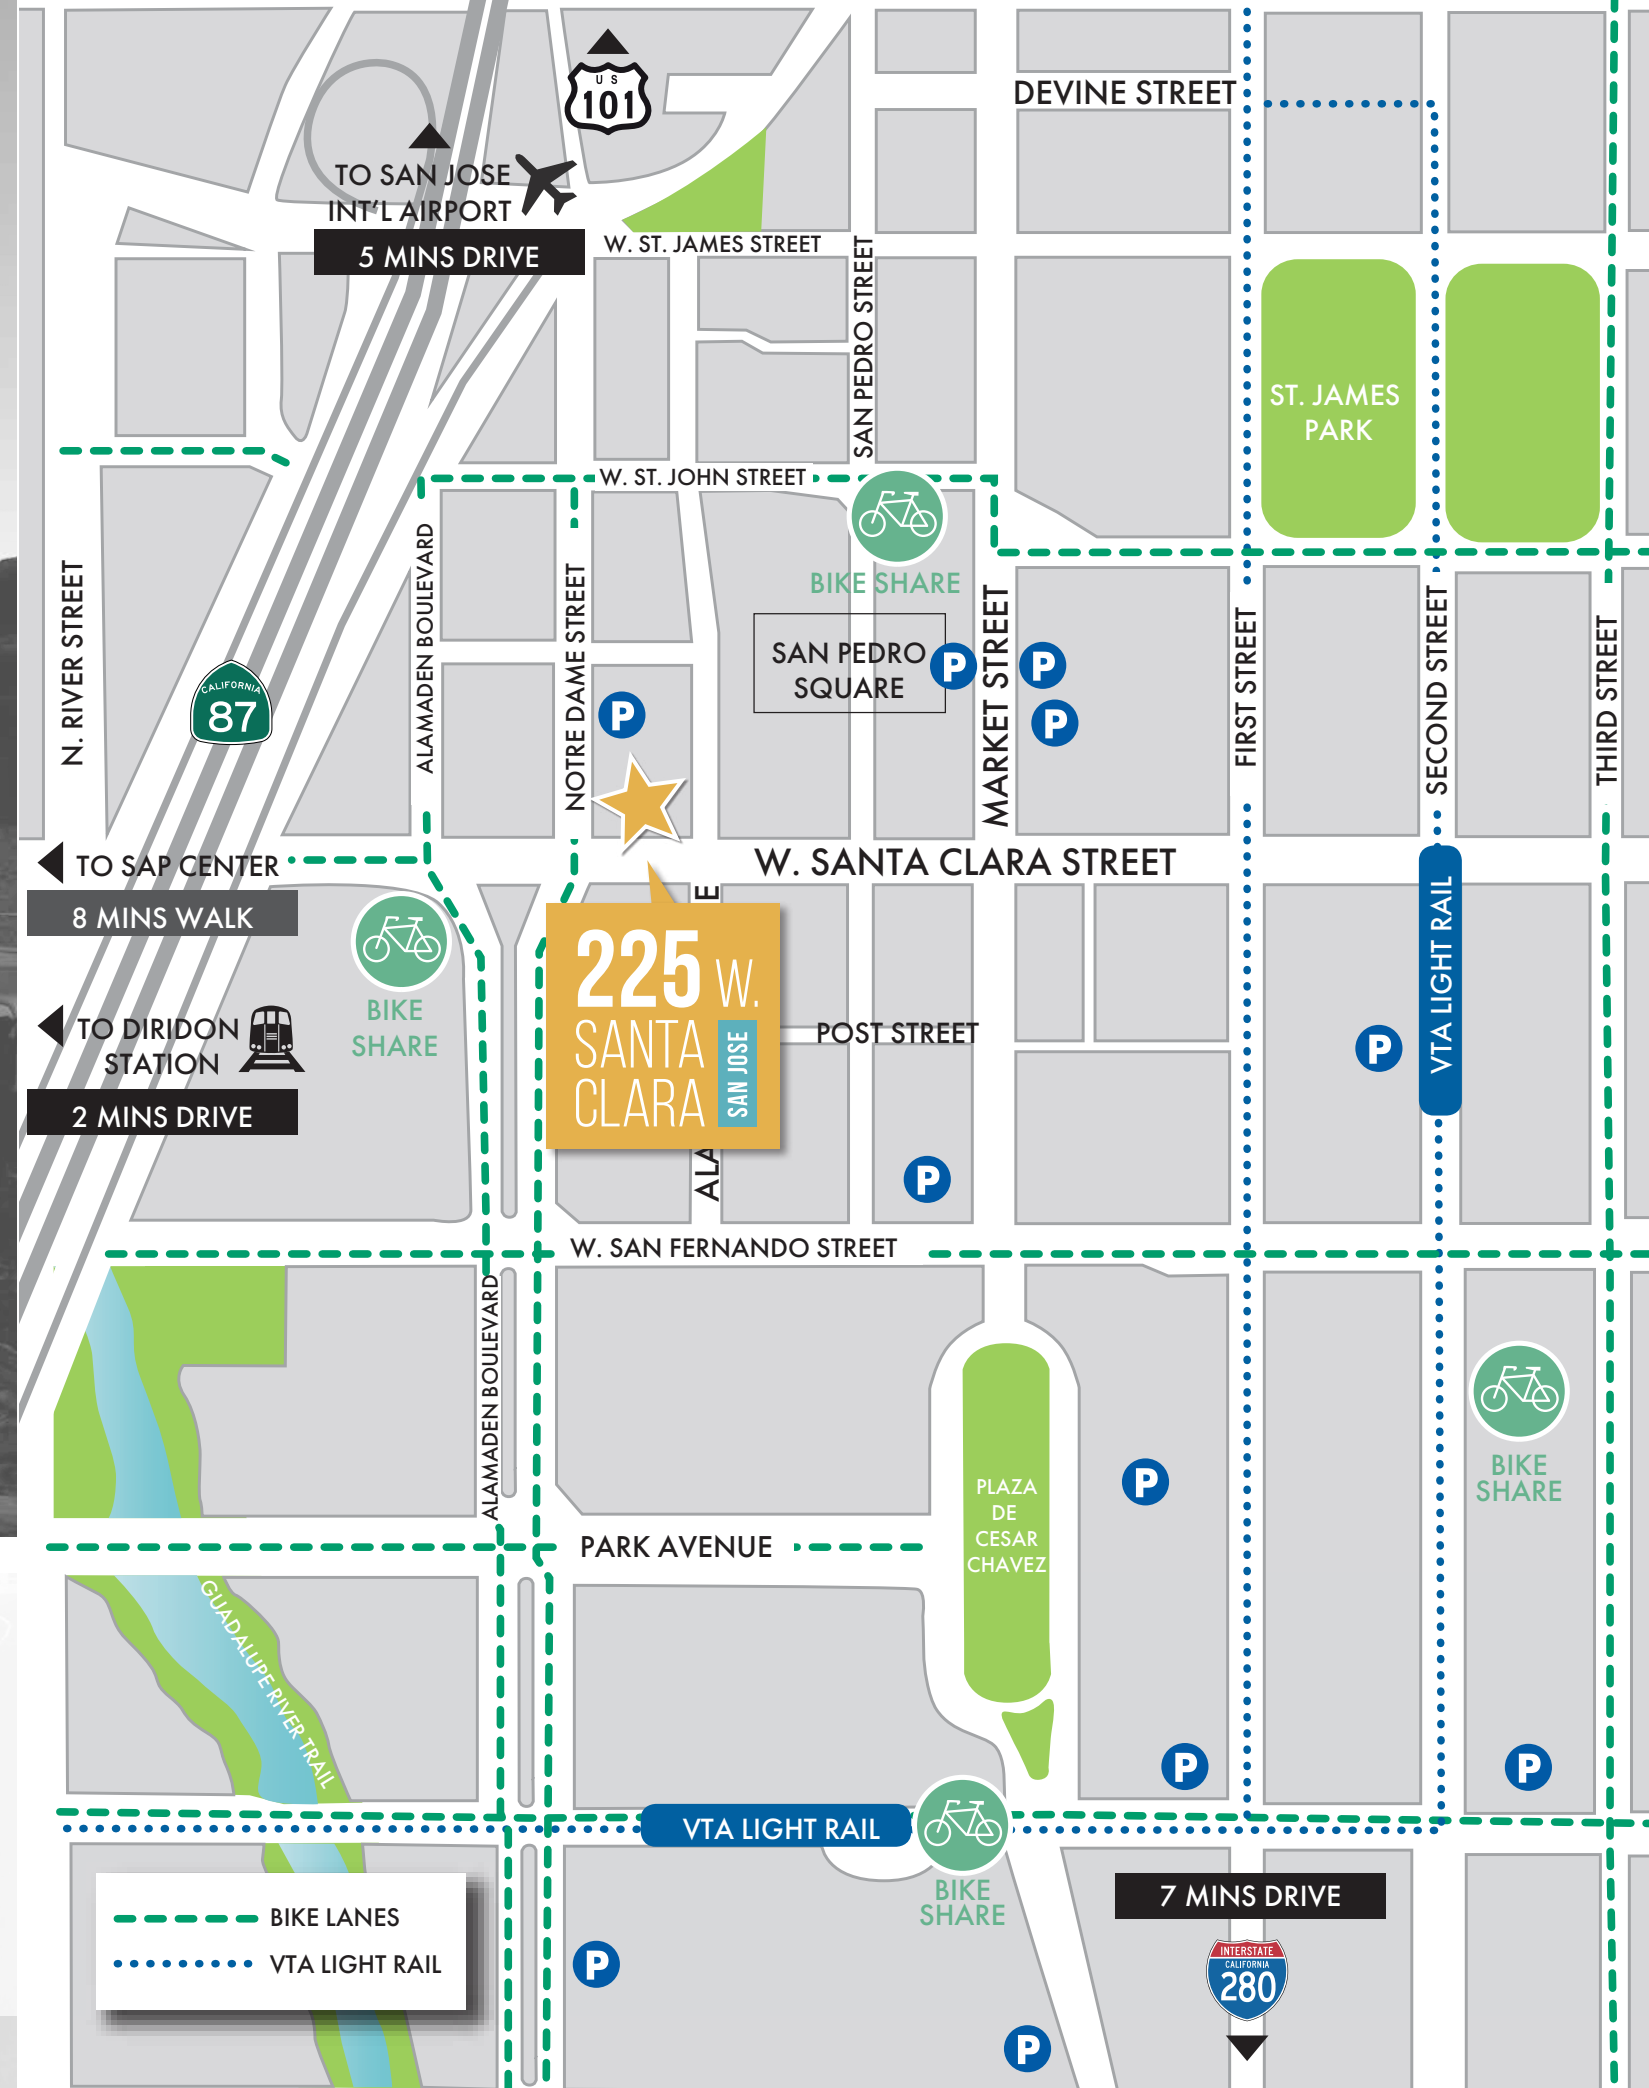 US
101
DEVINE STREET
TO SAN JOSE
INT'L AIRPORT
5 MINS DRIVE
W. ST. JAMES STREET
SAN PEDRO STREET
ST. JAMES
PARK
W. ST. JOHN STREET
BIKE SHARE
N. RIVER STREET
ALAMADEN BOULEVARD
NOTRE DAME STREET
MARKET STREET
FIRST STREET
SECOND STREET
THIRD STREET
SAN PEDRO
SQUARE
P
P
P
P
CALIFORNIA
87
TO SAP CENTER
8 MINS WALK
W. SANTA CLARA STREET
225 W.
SANTA
CLARA
SAN JOSE
BIKE
SHARE
TO DIRIDON
STATION
2 MINS DRIVE
POST STREET
VTA LIGHT RAIL
P
P
W. SAN FERNANDO STREET
ALAMADEN BOULEVARD
PLAZA
DE
CESAR
CHAVEZ
P
BIKE
SHARE
PARK AVENUE
GUADALUPE RIVER TRAIL
P
P
VTA LIGHT RAIL
BIKE
SHARE
7 MINS DRIVE
INTERSTATE
CALIFORNIA
280
BIKE LANES
VTA LIGHT RAIL
P
P